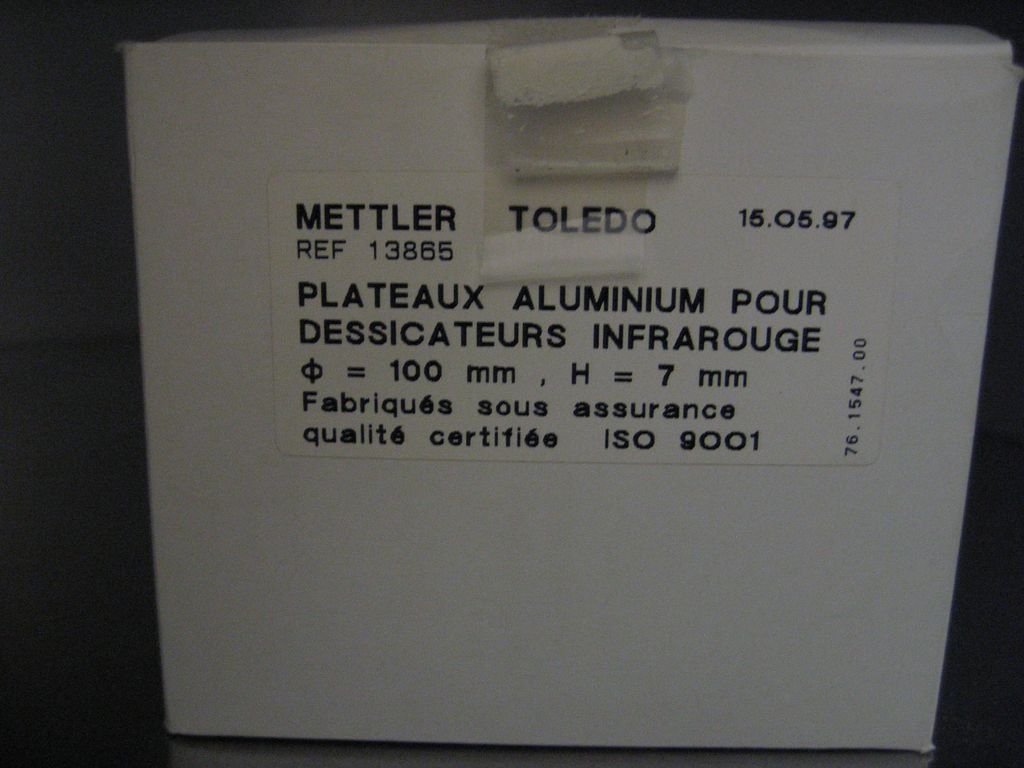 METTLER TOLEDO 15.05.97
REF 13865
PLATEAUX ALUMINIUM POUR
DESSICATEURS INFRAROUGE
Φ = 100 mm , H = 7 mm
Fabriqués sous assurance
qualité certifiée ISO 9001
76.1547.00